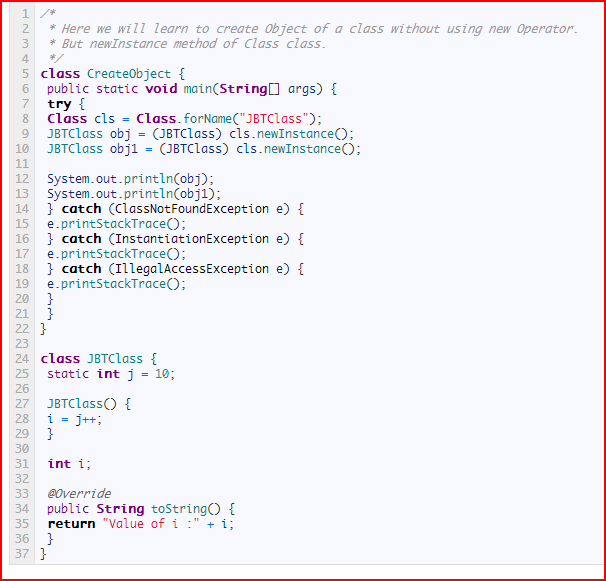 1 /*
2 * Here we will learn to create Object of a class without using new Operator.
3 * But newInstance method of Class class.
4 */
5 class CreateObject {
6 public static void main(String[] args) {
7 try {
8 Class cls = Class.forName("JBTClass");
9 JBTClass obj = (JBTClass) cls.newInstance();
10 JBTClass obj1 = (JBTClass) cls.newInstance();
11
12 System.out.println(obj);
13 System.out.println(obj1);
14 } catch (ClassNotFoundException e) {
15 e.printStackTrace();
16 } catch (InstantiationException e) {
17 e.printStackTrace();
18 } catch (IllegalAccessException e) {
19 e.printStackTrace();
20 }
21 }
22 }
23
24 class JBTClass {
25 static int j = 10;
26
27 JBTClass() {
28 i = j++;
29 }
30
31 int i;
32
33 @Override
34 public String toString() {
35 return "Value of i :" + i;
36 }
37 }